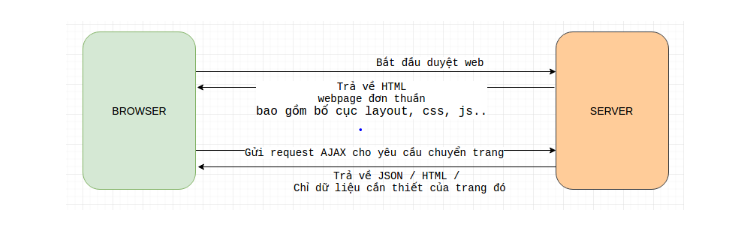 Bắt đầu duyệt web
Trả về HTML
webpage đơn thuần
bao gồm bố cục layout, css, js..
BROWSER
SERVER
Gửi request AJAX cho yêu cầu chuyển trang
Trả về JSON / HTML /
Chỉ dữ liệu cần thiết của trang đó